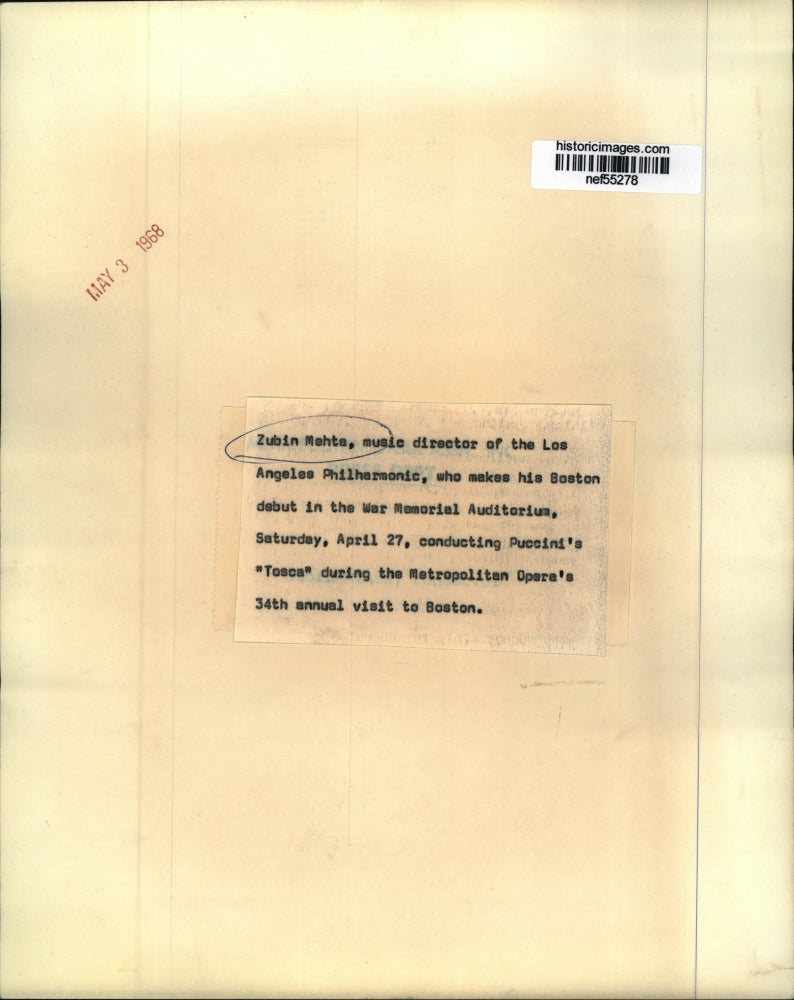 historicimages.com
nef55278
MAY 3 1968
Zubin Mehta, music director of the Los
Angeles Philharmonic, who makes his Boston
debut in the War Memorial Auditorium,
Saturday, April 27, conducting Puccini's
"Tosca" during the Metropolitan Opera's
34th annual visit to Boston.